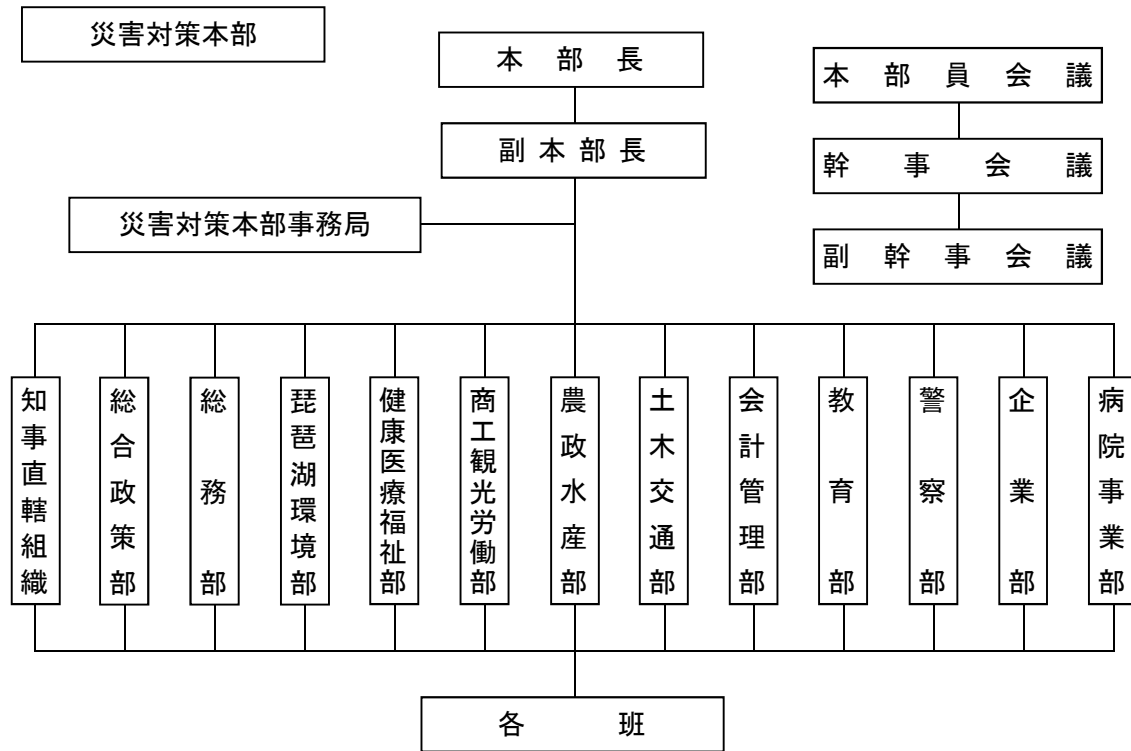 災害対策本部
本部長
副本部長
災害対策本部事務局
本部員会議
幹事会議
副幹事会議
知事直轄組織
総合政策部
総務部
琵琶湖環境部
健康医療福祉部
商工観光労働部
農政水産部
土木交通部
会計管理部
教育部
警察部
企業部
病院事業部
各班